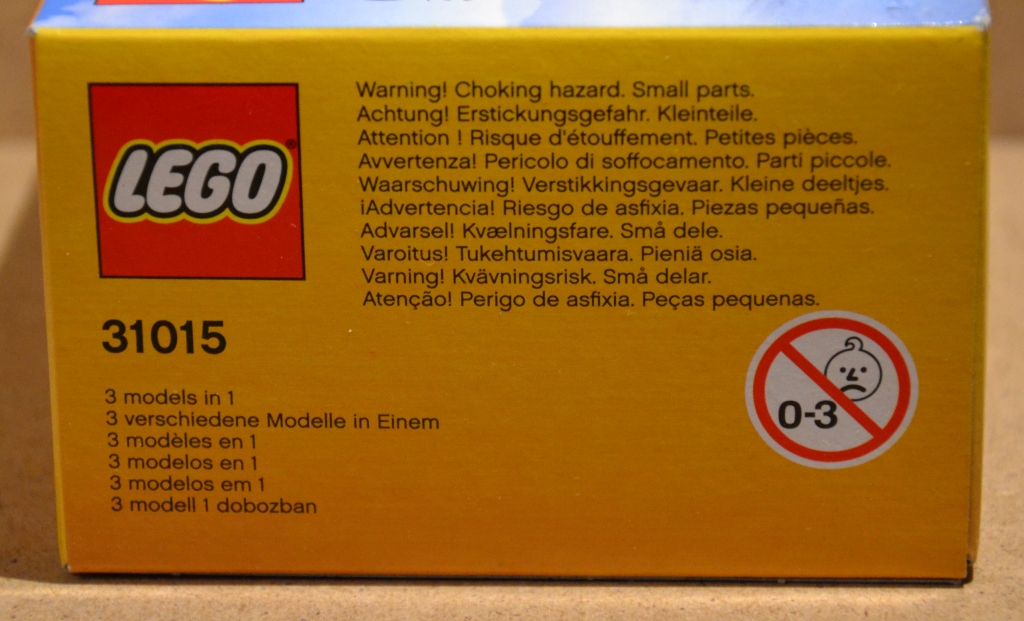 LEGO®
Warning! Choking hazard. Small parts.
Achtung! Erstickungsgefahr. Kleinteile.
Attention ! Risque d'étouffement. Petites pièces.
Avvertenza! Pericolo di soffocamento. Parti piccole.
Waarschuwing! Verstikkingsgevaar. Kleine deeltjes.
¡Advertencia! Riesgo de asfixia. Piezas pequeñas.
Advarsel! Kvælningsfare. Små dele.
Varoitus! Tukehtumisvaara. Pieniä osia.
Varning! Kvävningsrisk. Små delar.
Atenção! Perigo de asfixia. Peças pequenas.
31015
3 models in 1
3 verschiedene Modelle in Einem
3 modèles en 1
3 modelos en 1
3 modelos em 1
3 modell 1 dobozban
0-3